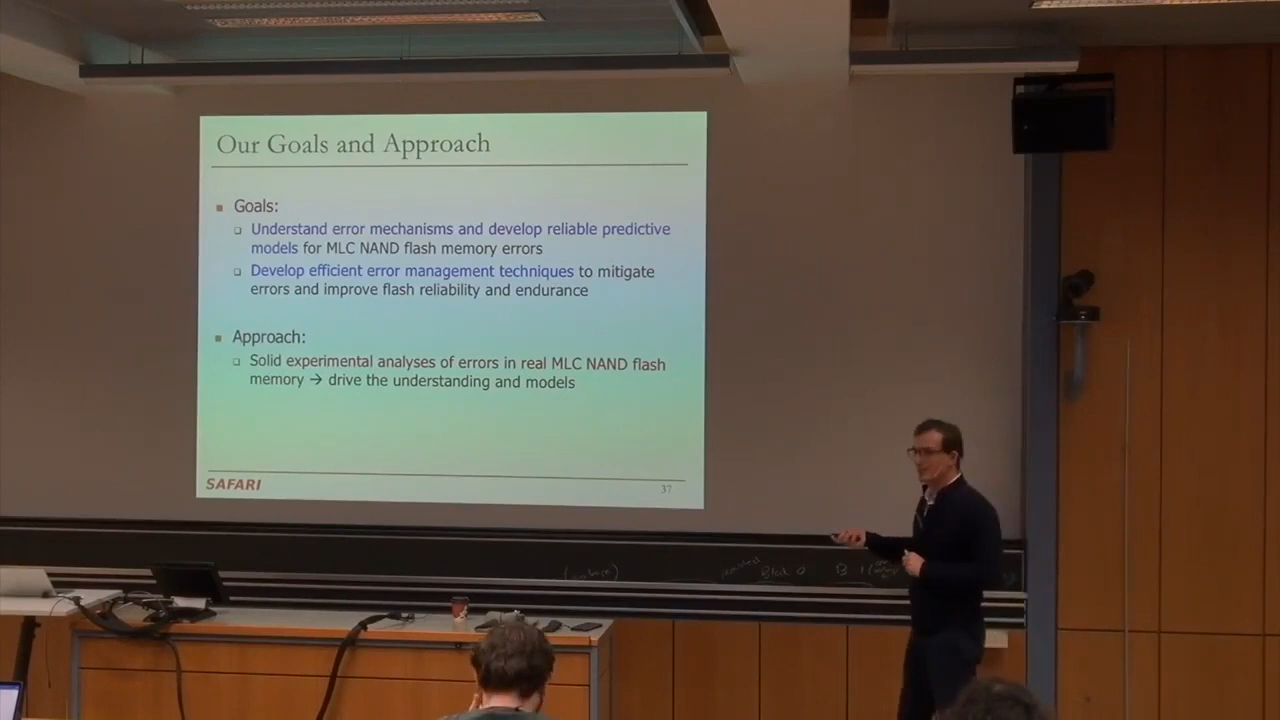 Our Goals and Approach
Goals:
Understand error mechanisms and develop reliable predictive
models for MLC NAND flash memory errors
Develop efficient error management techniques to mitigate
errors and improve flash reliability and endurance
Approach:
Solid experimental analyses of errors in real MLC NAND flash
memory → drive the understanding and models
SAFARI
37
B